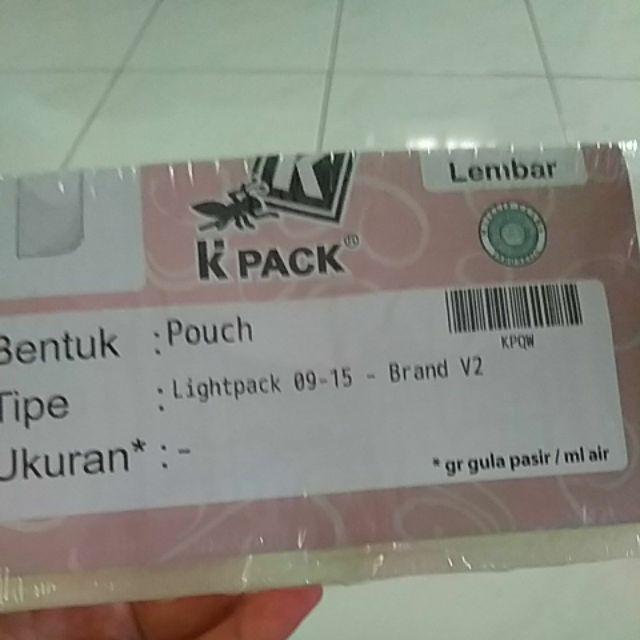 Lembar
K
K PACK®
Bentuk : Pouch
KPQW
Tipe : Lightpack 09-15 - Brand V2
Ukuran* : -
* gr gula pasir / ml air